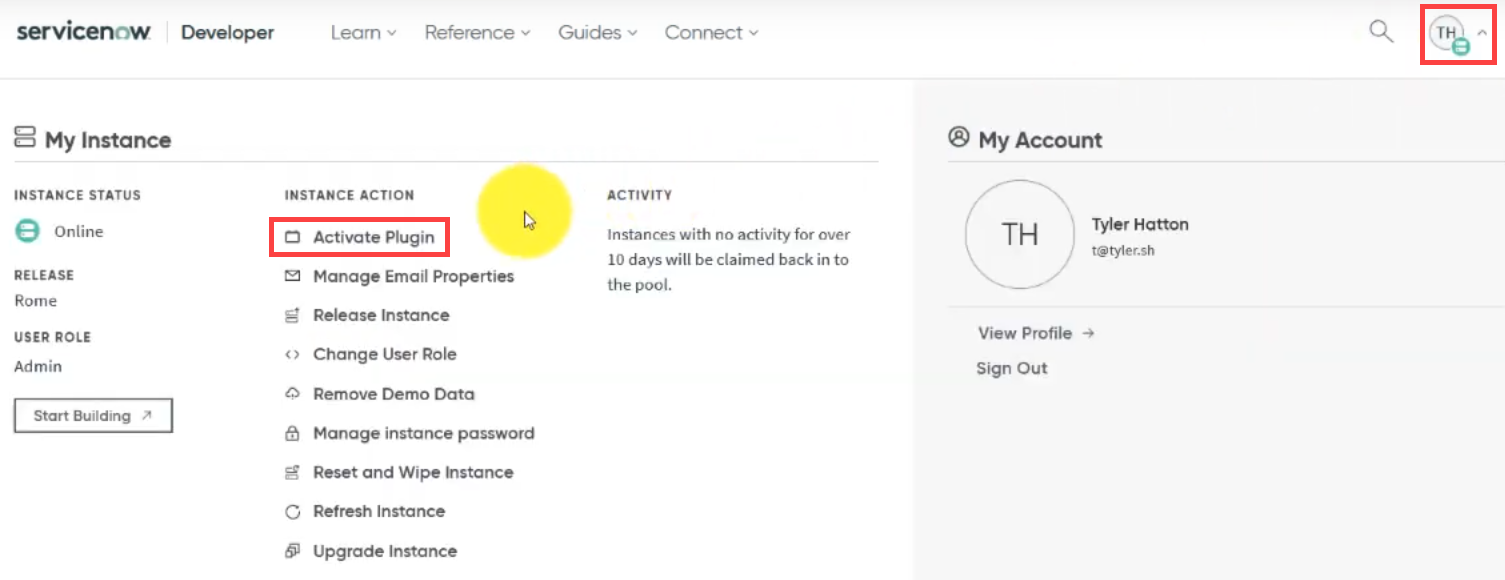 servicenow Developer Learn Reference Guides Connect TH
My Instance
INSTANCE STATUS
Online
RELEASE
Rome
USER ROLE
Admin
Start Building
INSTANCE ACTION
Activate Plugin
Manage Email Properties
Release Instance
Change User Role
Remove Demo Data
Manage instance password
Reset and Wipe Instance
Refresh Instance
Upgrade Instance
ACTIVITY
Instances with no activity for over
10 days will be claimed back in to
the pool.
My Account
TH
Tyler Hatton
t@tyler.sh
View Profile →
Sign Out